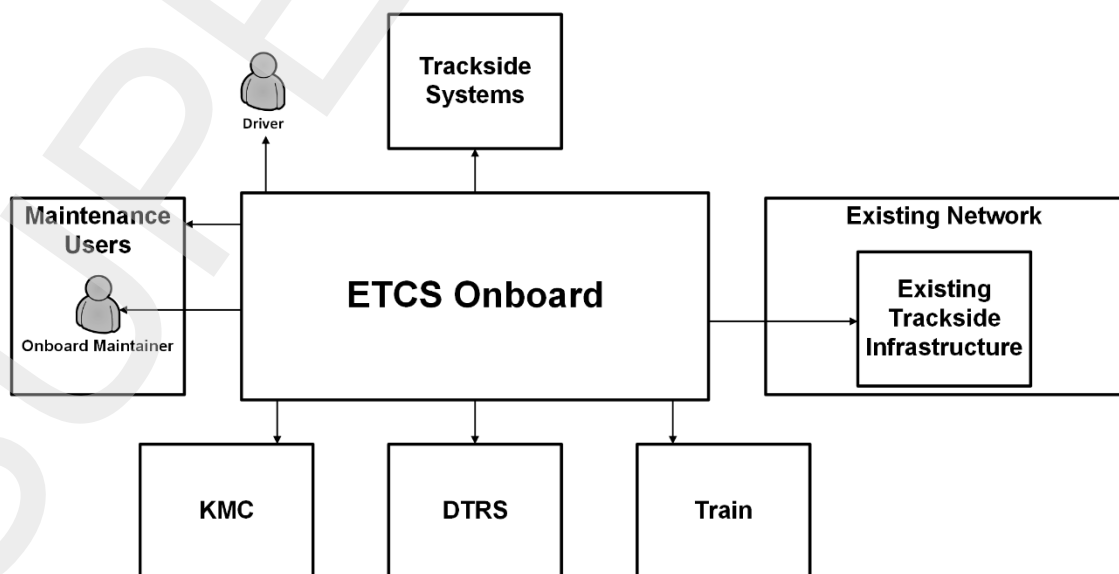 Trackside
Systems
Driver
Maintenance
Users
Onboard Maintainer
ETCS Onboard
Existing Network
Existing
Trackside
Infrastructure
KMC
DTRS
Train